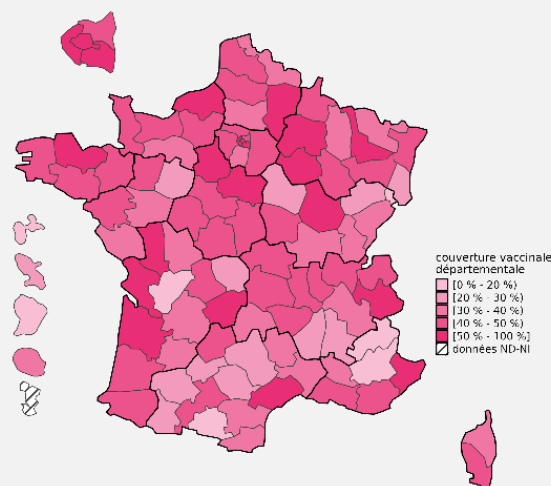 couverture vaccinale
départementale
[0 % - 20 %)
[20 % - 30 %)
[30 % - 40 %)
[40 % - 50 %)
[50 % - 100 %]
données ND-NI